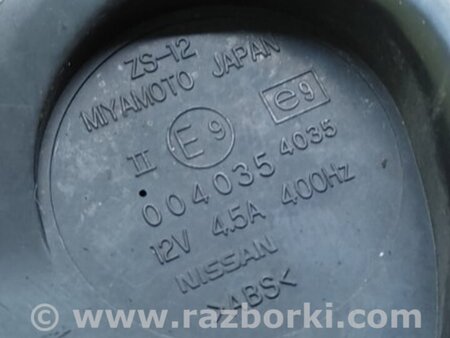 ZS-12
MIYAMOTO JAPAN
II E9 e9
004035 4035
12V 4.5A 400Hz
NISSAN
>ABS<
www.razborki.com